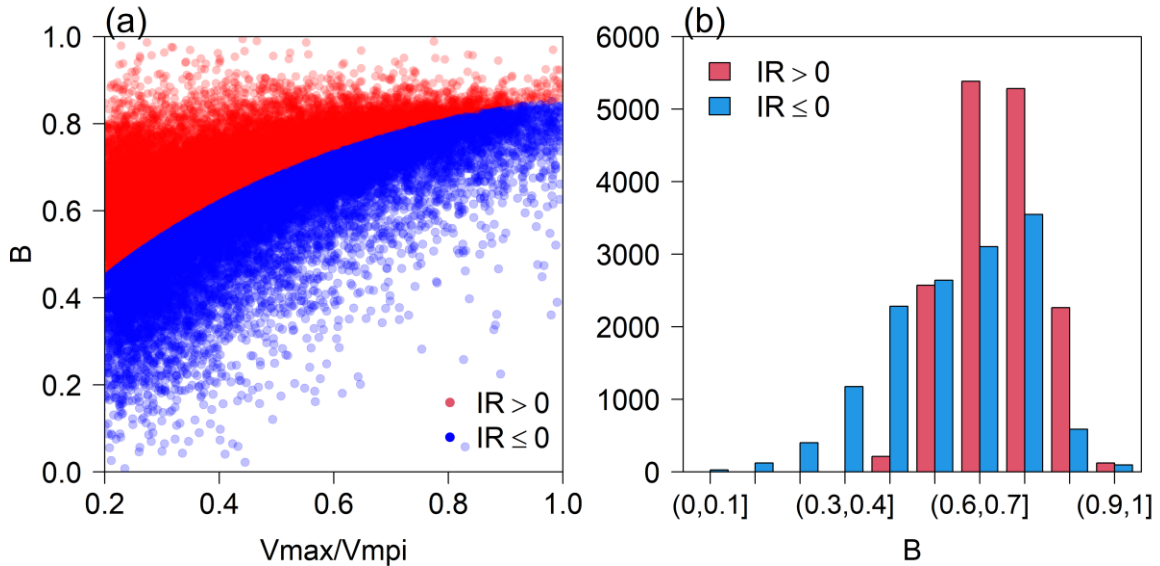 (a)
1.0
0.8
0.6
0.4
0.2
0.0
B
IR > 0
IR ≤ 0
0.2 0.4 0.6 0.8 1.0
Vmax/Vmpi
(b)
6000
5000
4000
3000
2000
1000
0
IR > 0
IR ≤ 0
(0,0.1] (0.3,0.4] (0.6,0.7] (0.9,1]
B